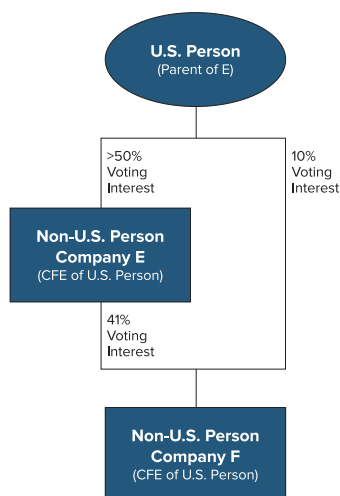 U.S. Person
(Parent of E)
>50%
Voting
Interest
10%
Voting
Interest
Non-U.S. Person
Company E
(CFE of U.S. Person)
41%
Voting
Interest
Non-U.S. Person
Company F
(CFE of U.S. Person)